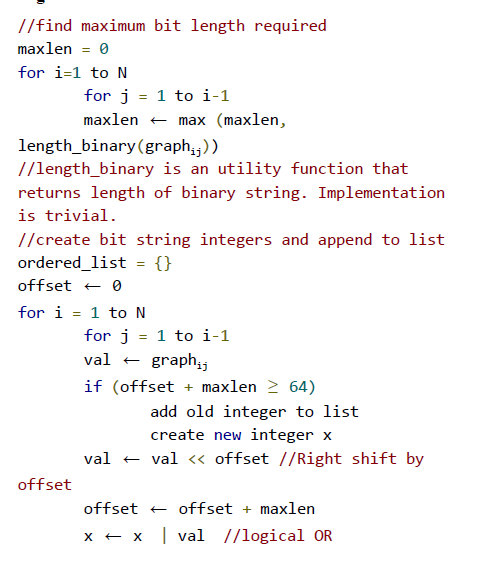 //find maximum bit length required
maxlen = 0
for i=1 to N
for j = 1 to i-1
maxlen ← max (maxlen,
length_binary(graphij))
//length_binary is an utility function that
returns length of binary string. Implementation
is trivial.
//create bit string integers and append to list
ordered_list = {}
offset ← 0
for i = 1 to N
for j = 1 to i-1
val ← graphij
if (offset + maxlen ≥ 64)
add old integer to list
create new integer x
val ← val << offset //Right shift by
offset
offset ← offset + maxlen
x ← x | val //logical OR